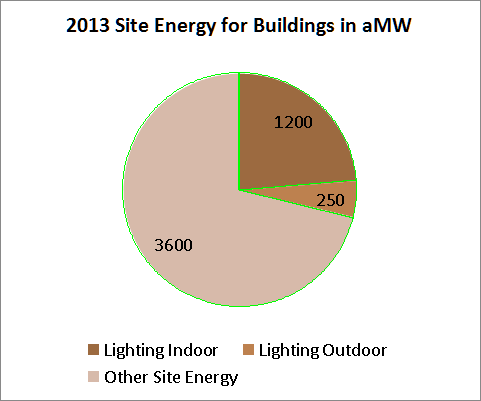 2013 Site Energy for Buildings in aMW
1200
250
3600
Lighting Indoor
Lighting Outdoor
Other Site Energy